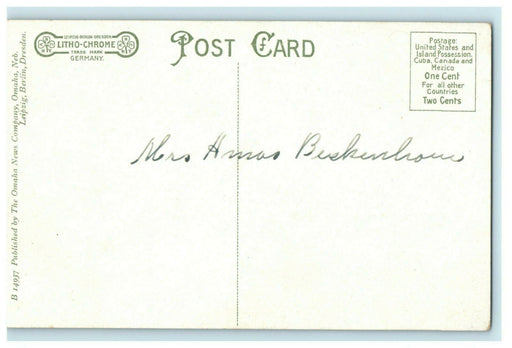 LEIPZIG-BERLIN-DRESDEN
LITHO-CHROME
TRADE MARK
GERMANY.
POST CARD
Postage:
United States and
Island Possession.
Cuba, Canada and
Mexico
One Cent
For all other
Countries
Two Cents
Mrs Amos Beskenhove
B 14937 Published by The Omaha News Company, Omaha, Neb.
Leipzig, Berlin, Dresden.